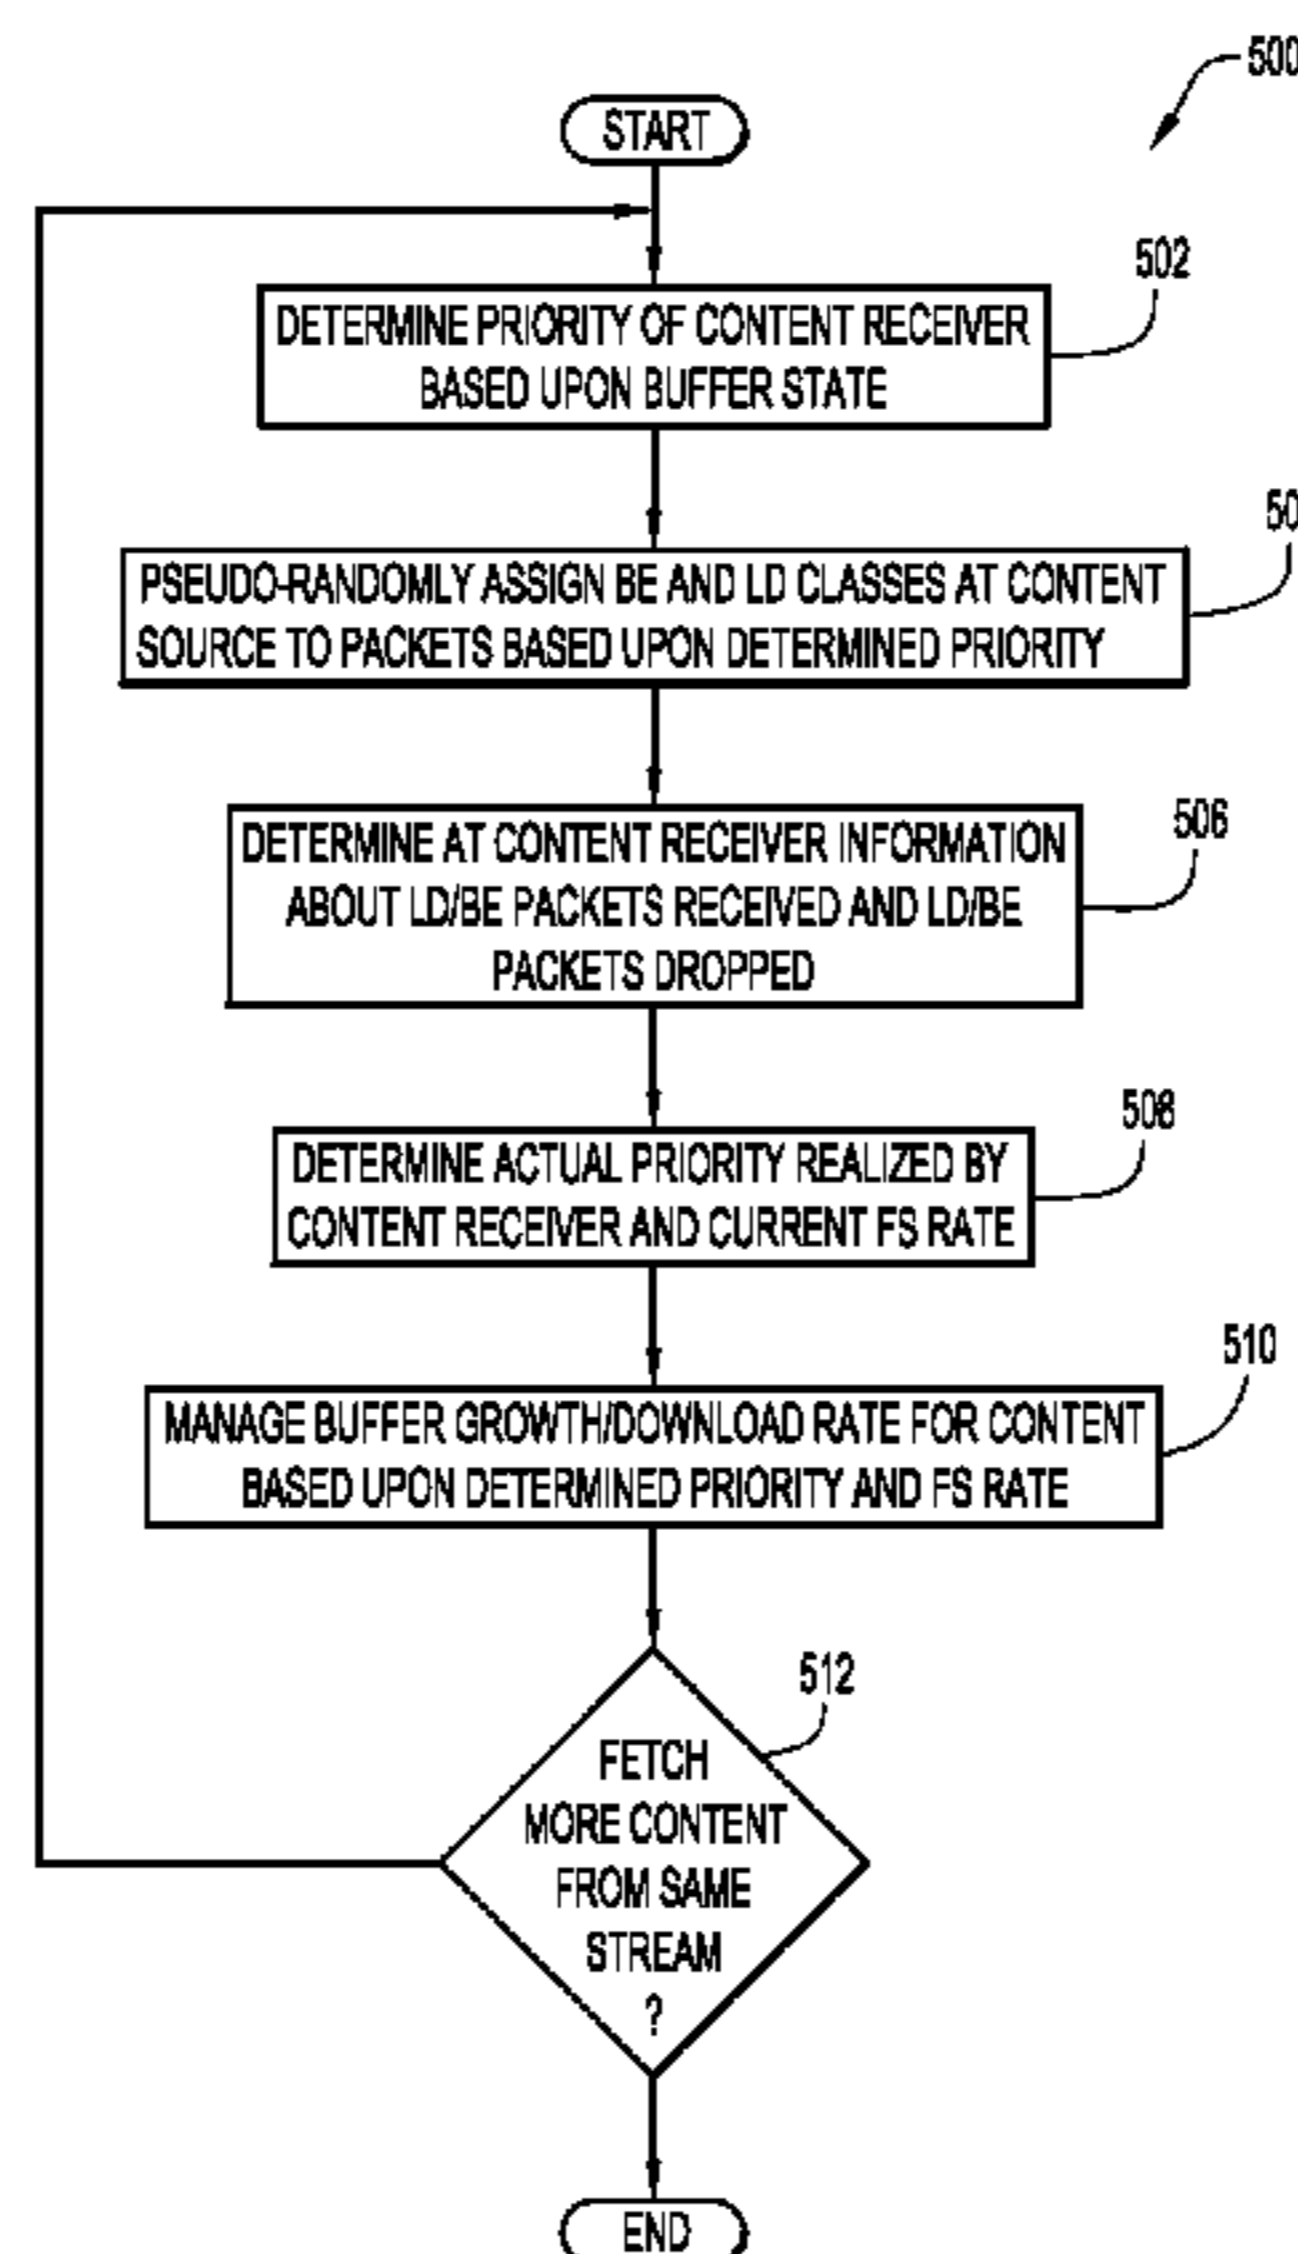 500
START
502
DETERMINE PRIORITY OF CONTENT RECEIVER
BASED UPON BUFFER STATE
50
PSEUDO-RANDOMLY ASSIGN BE AND LD CLASSES AT CONTENT
SOURCE TO PACKETS BASED UPON DETERMINED PRIORITY
506
DETERMINE AT CONTENT RECEIVER INFORMATION
ABOUT LD/BE PACKETS RECEIVED AND LD/BE
PACKETS DROPPED
508
DETERMINE ACTUAL PRIORITY REALIZED BY
CONTENT RECEIVER AND CURRENT FS RATE
510
MANAGE BUFFER GROWTH/DOWNLOAD RATE FOR CONTENT
BASED UPON DETERMINED PRIORITY AND FS RATE
512
FETCH
MORE CONTENT
FROM SAME
STREAM
?
END